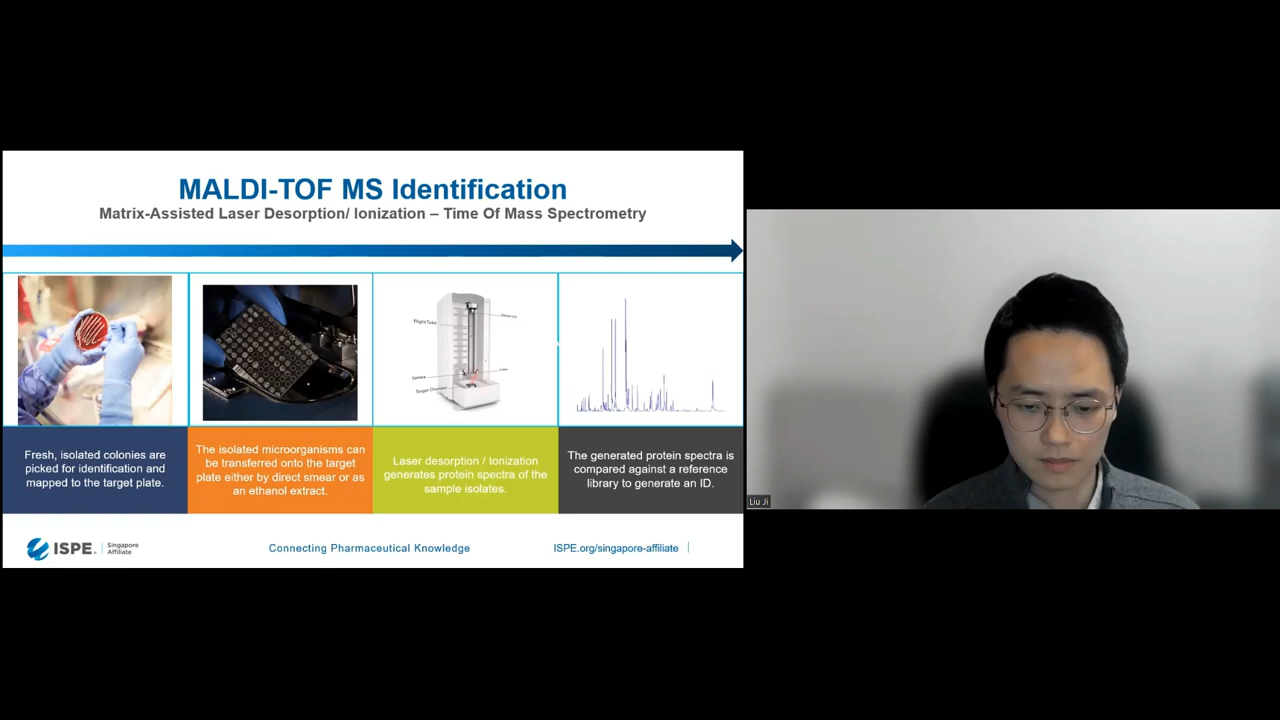 MALDI-TOF MS Identification
Matrix-Assisted Laser Desorption/ Ionization – Time Of Mass Spectrometry
Flight Tube
Camera
Target Chamber
Laser
Fresh, isolated colonies are
picked for identification and
mapped to the target plate.
The isolated microorganisms can
be transferred onto the target
plate either by direct smear or as
an ethanol extract.
Laser desorption / Ionization
generates protein spectra of the
sample isolates.
The generated protein spectra is
compared against a reference
library to generate an ID.
ISPE.
Singapore
Affiliate
Connecting Pharmaceutical Knowledge
ISPE.org/singapore-affiliate
Liu Ji